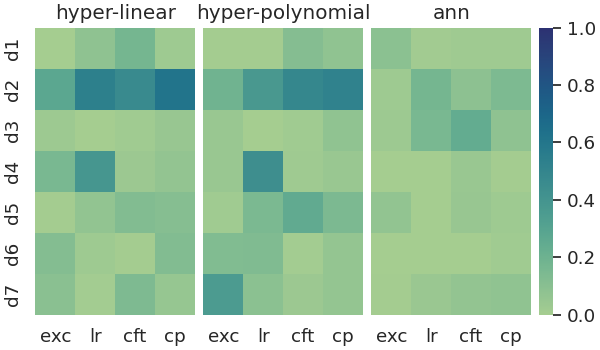 hyper-linear hyper-polynomial ann
d1
d2
d3
d4
d5
d6
d7
exc lr cft cp exc lr cft cp exc lr cft cp
1.0
0.8
0.6
0.4
0.2
0.0